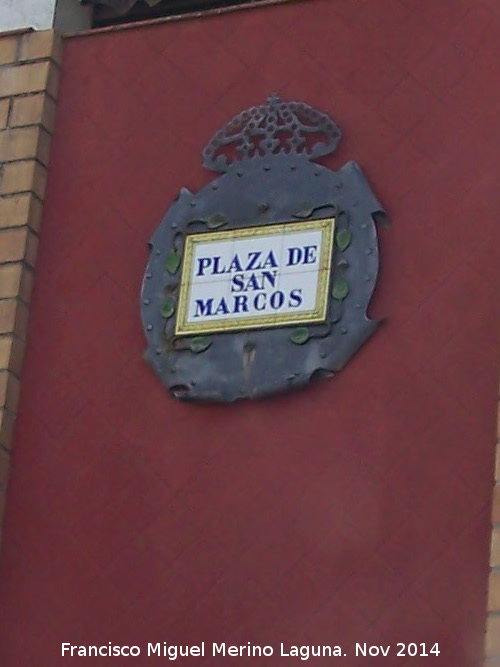 PLAZA DE
SAN
MARCOS
Francisco Miguel Merino Laguna. Nov 2014